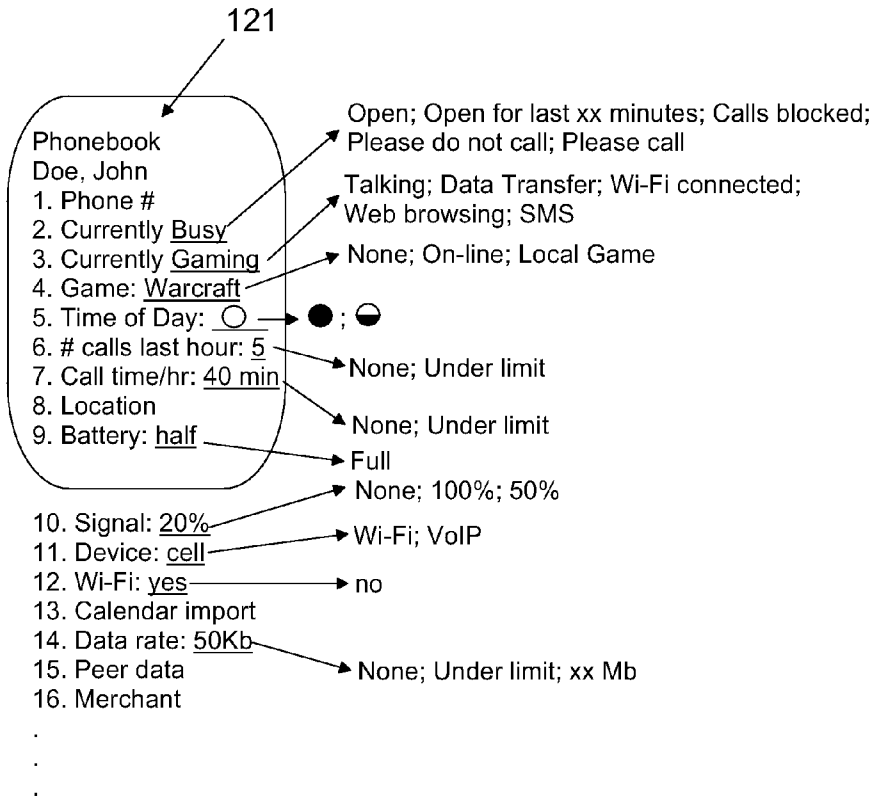 121
Open; Open for last xx minutes; Calls blocked;
Please do not call; Please call
Phonebook
Doe, John
1. Phone #
Talking; Data Transfer; Wi-Fi connected;
Web browsing; SMS
2. Currently Busy
3. Currently Gaming
None; On-line; Local Game
4. Game: Warcraft
5. Time of Day: ○ ● ; ◒
6. # calls last hour: 5
None; Under limit
7. Call time/hr: 40 min
8. Location
None; Under limit
9. Battery: half
Full
None; 100%; 50%
10. Signal: 20%
Wi-Fi; VoIP
11. Device: cell
12. Wi-Fi: yes
no
13. Calendar import
14. Data rate: 50Kb
15. Peer data
None; Under limit; xx Mb
16. Merchant
.
.
.